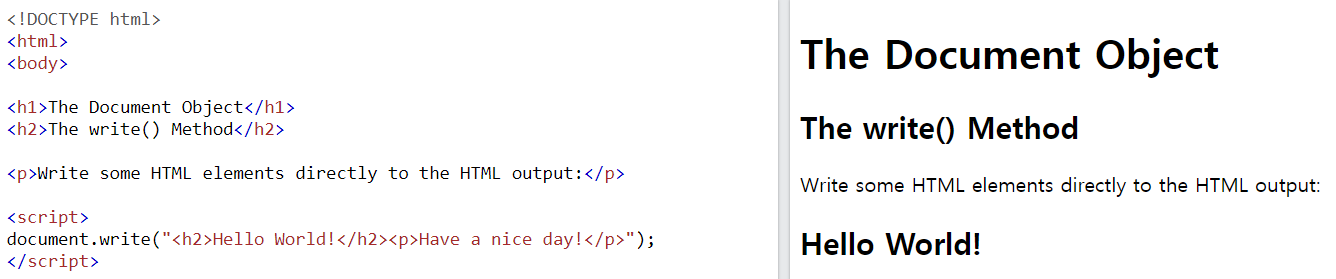 <!DOCTYPE html>
<html>
<body>
<h1>The Document Object</h1>
<h2>The write() Method</h2>
<p>Write some HTML elements directly to the HTML output:</p>
<script>
document.write("<h2>Hello World!</h2><p>Have a nice day!</p>");
</script>
The Document Object
The write() Method
Write some HTML elements directly to the HTML output:
Hello World!